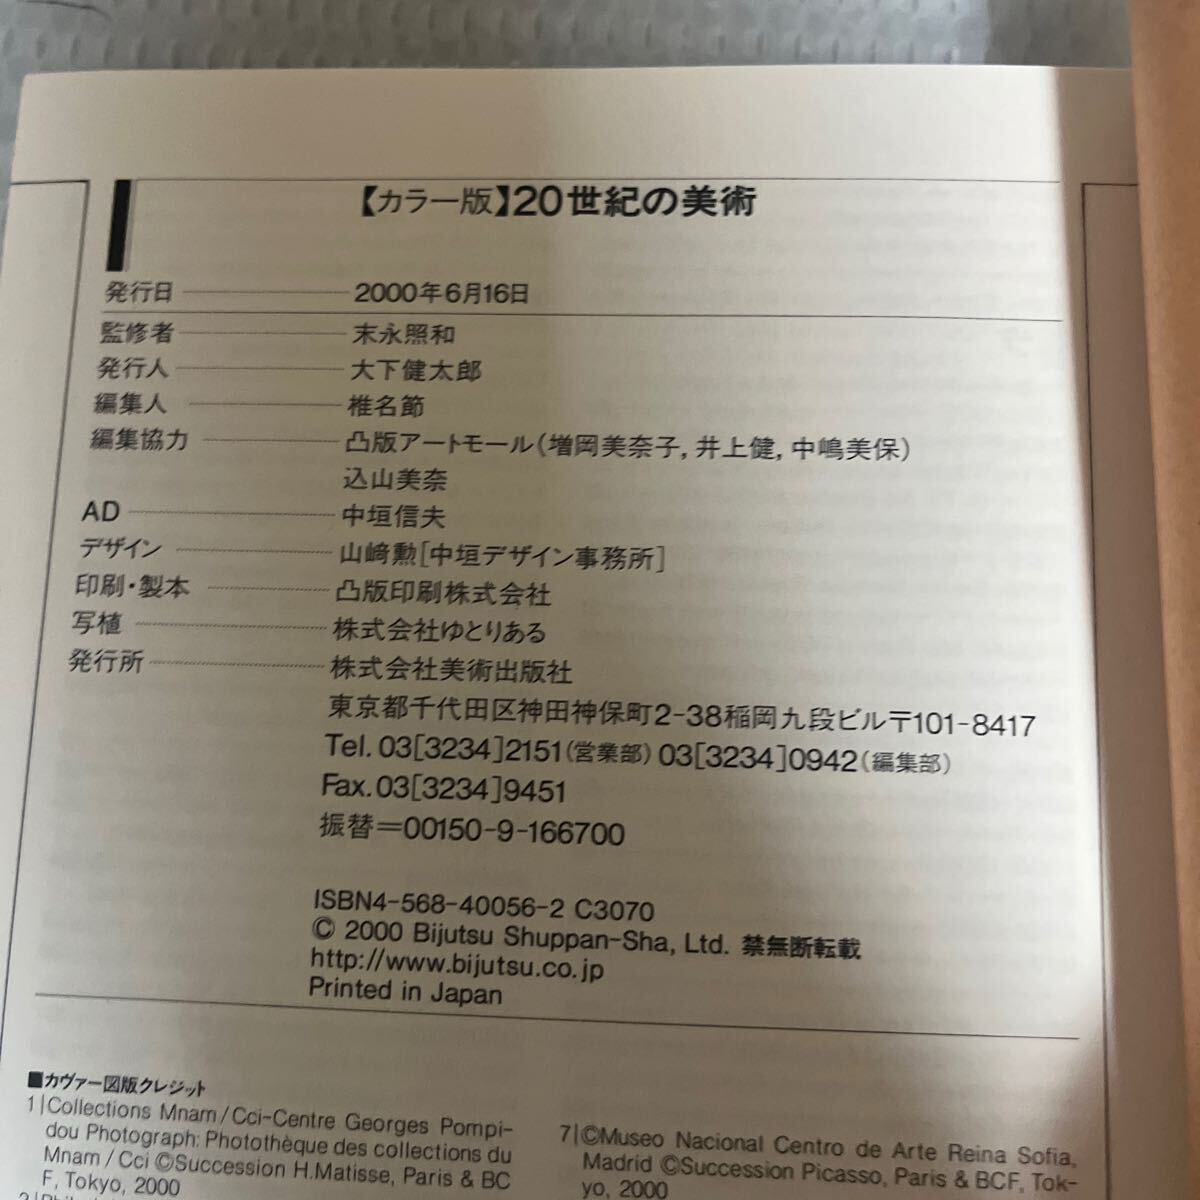 【カラー版】20世紀の美術
発行日 2000年6月16日
監修者 末永照和
発行人 大下健太郎
編集人 椎名節
編集協力 凸版アートモール(増岡美奈子, 井上健, 中嶋美保)
込山美奈
AD 中垣信夫
デザイン 山﨑勲[中垣デザイン事務所]
印刷・製本 凸版印刷株式会社
写植 株式会社ゆとりある
発行所 株式会社美術出版社
東京都千代田区神田神保町2-38稲岡九段ビル〒101-8417
Tel. 03[3234]2151(営業部) 03[3234]0942(編集部)
Fax. 03[3234]9451
振替=00150-9-166700
ISBN4-568-40056-2 C3070
© 2000 Bijutsu Shuppan-Sha, Ltd. 禁無断転載
http://www.bijutsu.co.jp
Printed in Japan
■カヴァー図版クレジット
1|Collections Mnam/Cci-Centre Georges Pompi-
dou Photograph: Photothèque des collections du
Mnam/Cci ©Succession H.Matisse, Paris & BC
F, Tokyo, 2000
7|©Museo Nacional Centro de Arte Reina Sofia,
Madrid ©Succession Picasso, Paris & BCF, Tok-
yo, 2000